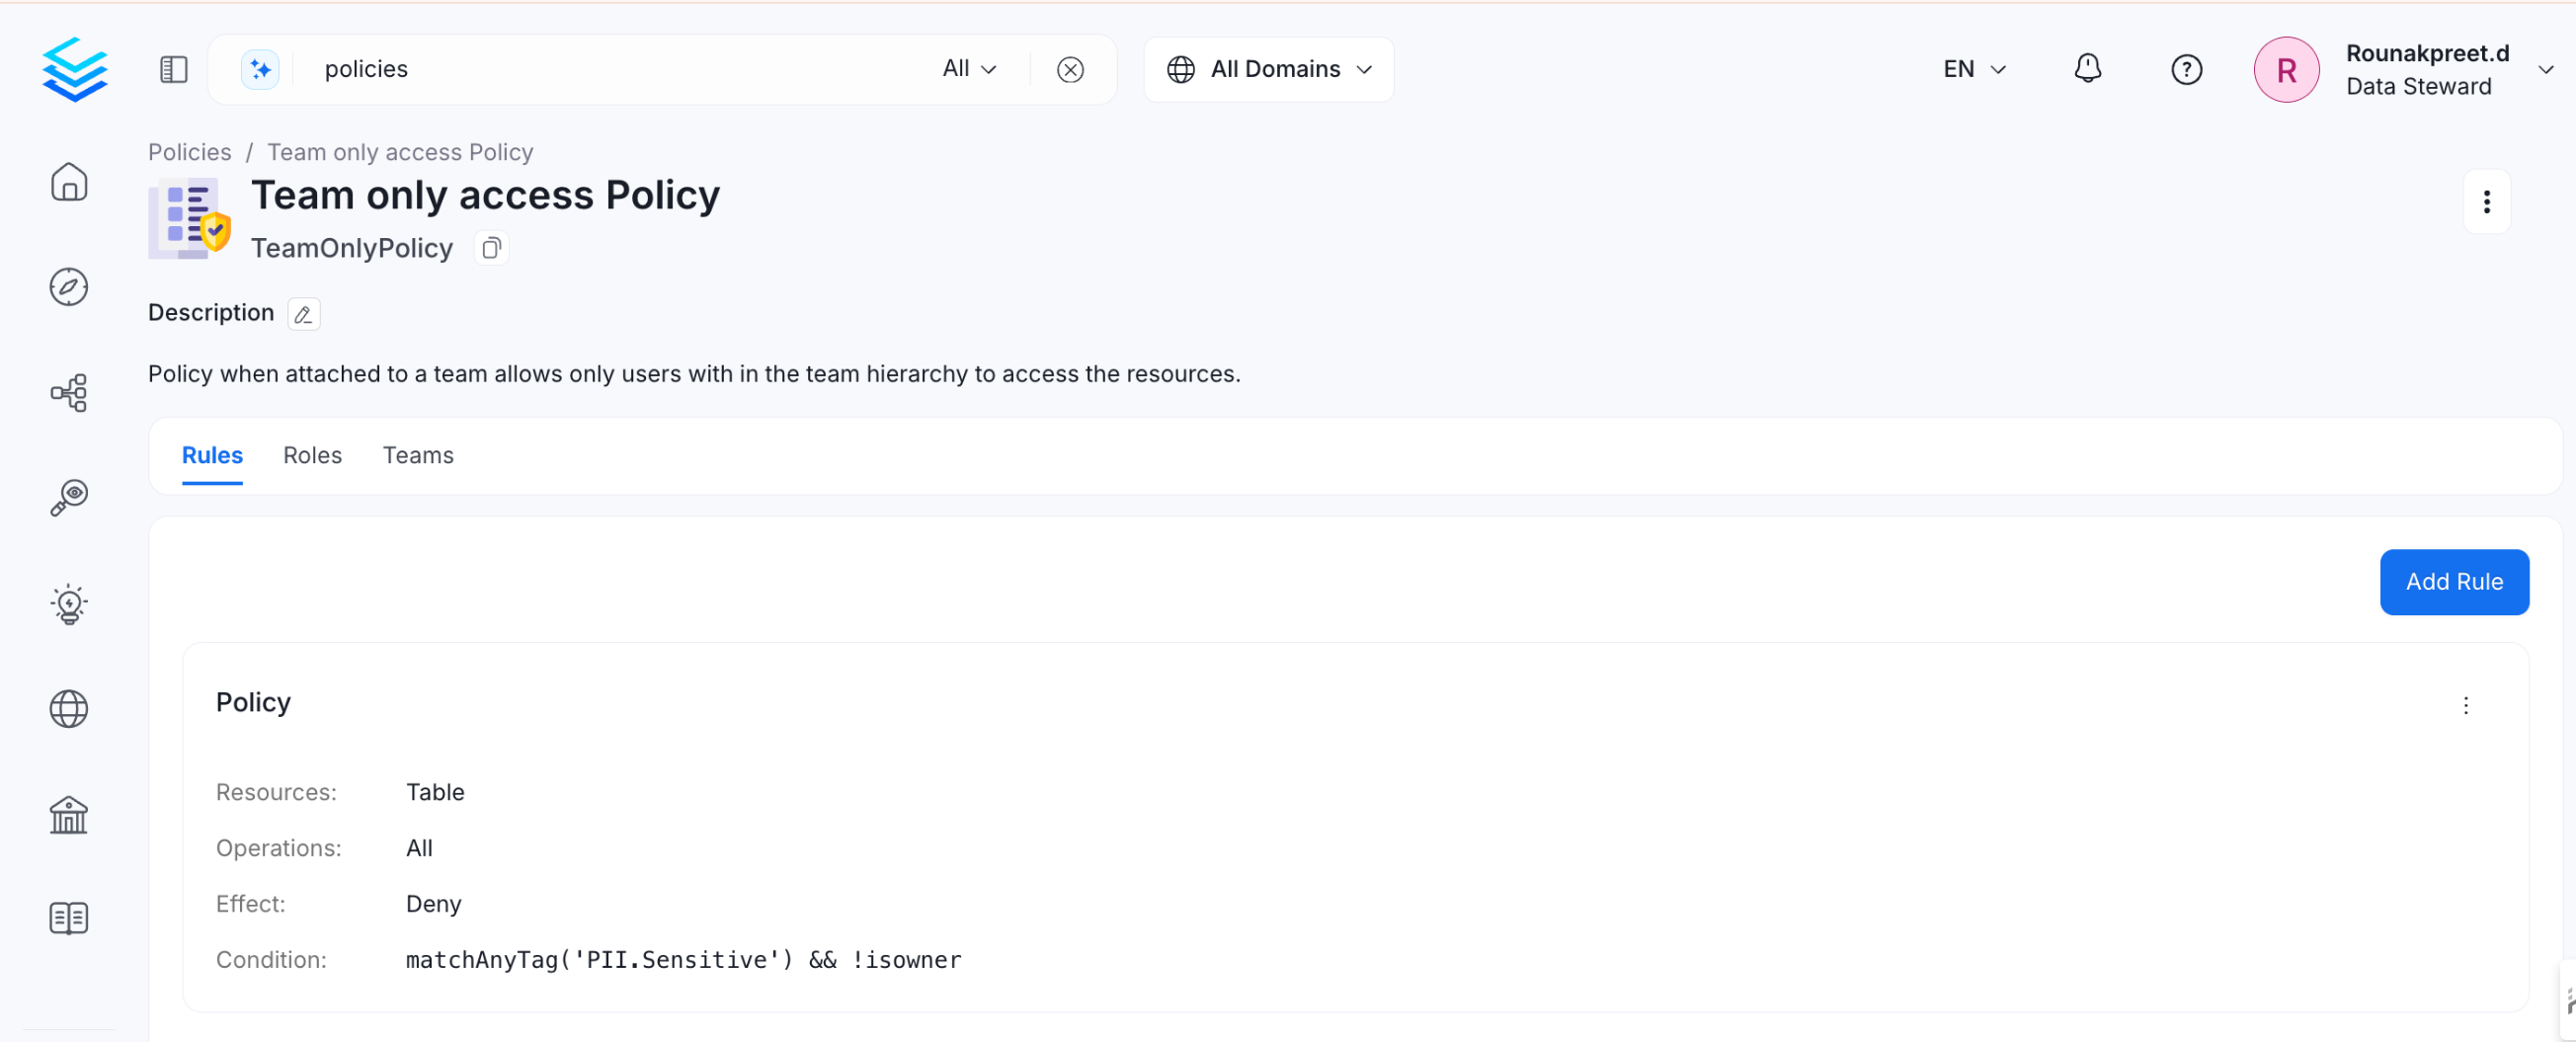 policies
All
All Domains
EN
R
Rounakpreet.d
Data Steward
Policies / Team only access Policy
Team only access Policy
TeamOnlyPolicy
Description
Policy when attached to a team allows only users with in the team hierarchy to access the resources.
Rules Roles Teams
Add Rule
Policy
Resources: Table
Operations: All
Effect: Deny
Condition: matchAnyTag('PII.Sensitive') && !isowner